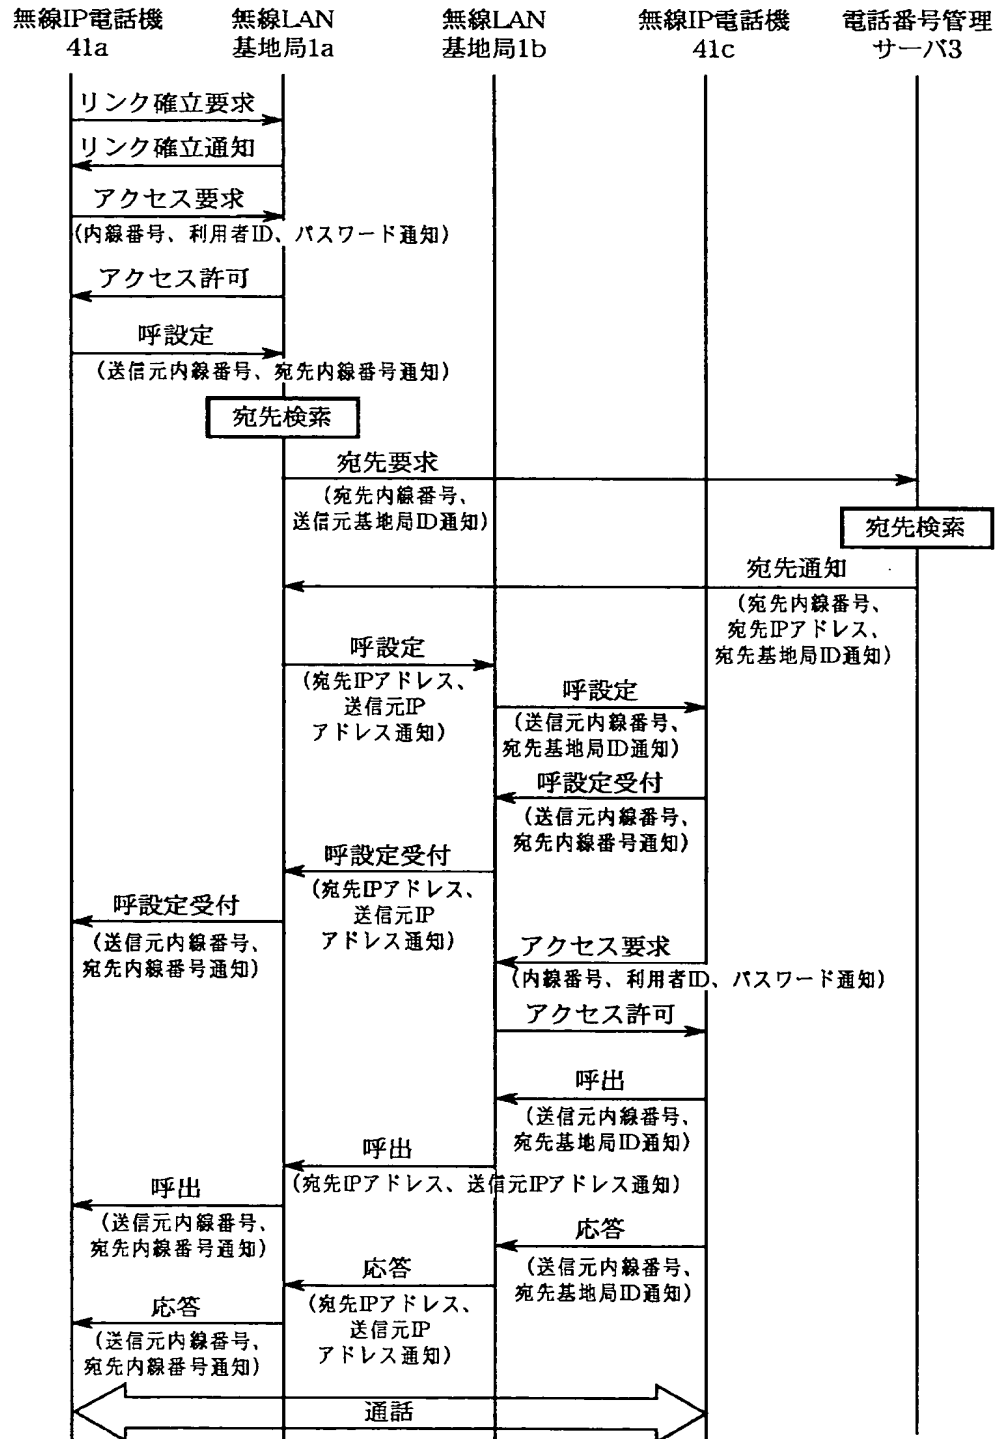 無線IP電話機
41a
無線LAN
基地局1a
無線LAN
基地局1b
無線IP電話機
41c
電話番号管理
サーバ3
リンク確立要求
リンク確立通知
アクセス要求
(内線番号、利用者ID、パスワード通知)
アクセス許可
呼設定
(送信元内線番号、宛先内線番号通知)
宛先検索
宛先要求
(宛先内線番号、
送信元基地局ID通知)
宛先検索
宛先通知
(宛先内線番号、
宛先IPアドレス、
宛先基地局ID通知)
呼設定
(宛先IPアドレス、
送信元IP
アドレス通知)
呼設定
(送信元内線番号、
宛先基地局ID通知)
呼設定受付
(送信元内線番号、
宛先内線番号通知)
呼設定受付
(宛先IPアドレス、
送信元IP
アドレス通知)
呼設定受付
(送信元内線番号、
宛先内線番号通知)
アクセス要求
(内線番号、利用者ID、パスワード通知)
アクセス許可
呼出
(送信元内線番号、
宛先基地局ID通知)
呼出
(宛先IPアドレス、送信元IPアドレス通知)
呼出
(送信元内線番号、
宛先内線番号通知)
応答
(送信元内線番号、
宛先基地局ID通知)
応答
(宛先IPアドレス、
送信元IP
アドレス通知)
応答
(送信元内線番号、
宛先内線番号通知)
通話